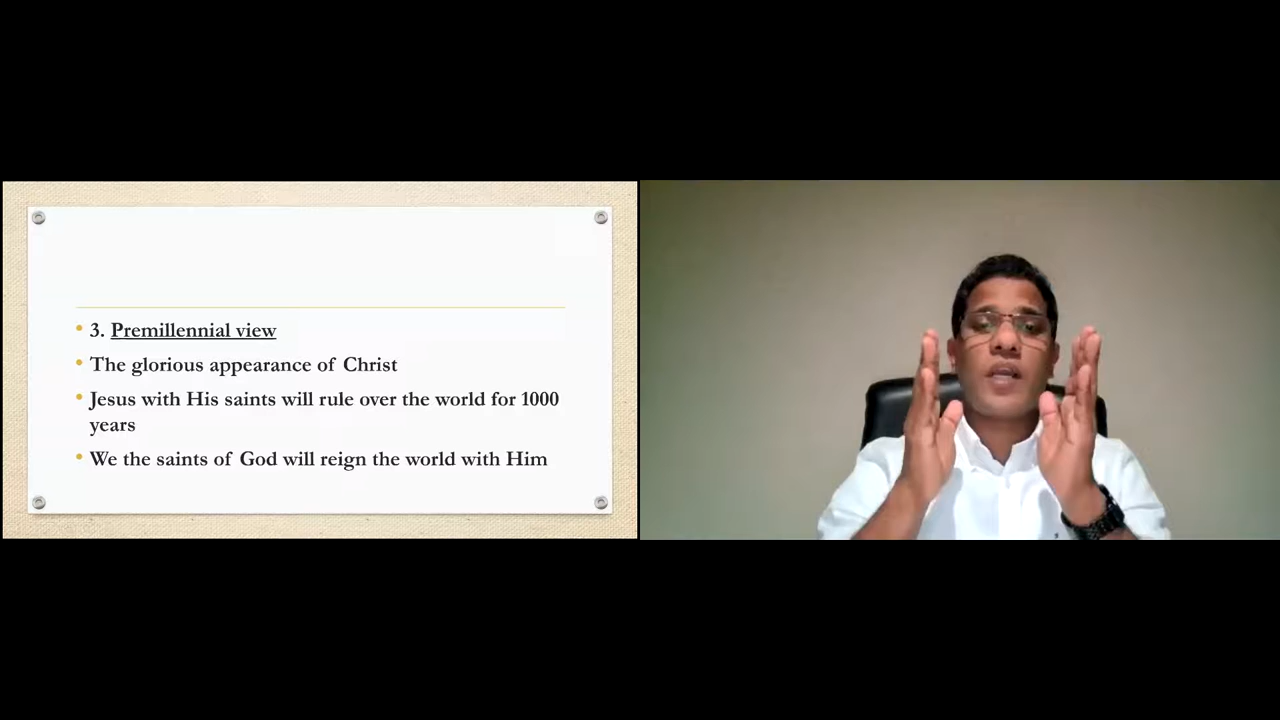 3. Premillennial view
The glorious appearance of Christ
Jesus with His saints will rule over the world for 1000
years
We the saints of God will reign the world with Him